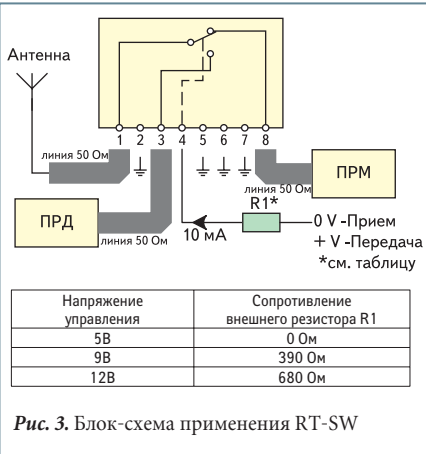 Антенна
1 2 3 4 5 6 7 8
линия 50 Ом
ПРД
линия 50 Ом
10 мА
R1*
линия 50 Ом
ПРМ
0 V -Прием
+ V -Передача
*см. таблицу
Напряжение управления Сопротивление внешнего резистора R1
5В 0 Ом
9В 390 Ом
12В 680 Ом
Рис. 3. Блок-схема применения RT-SW